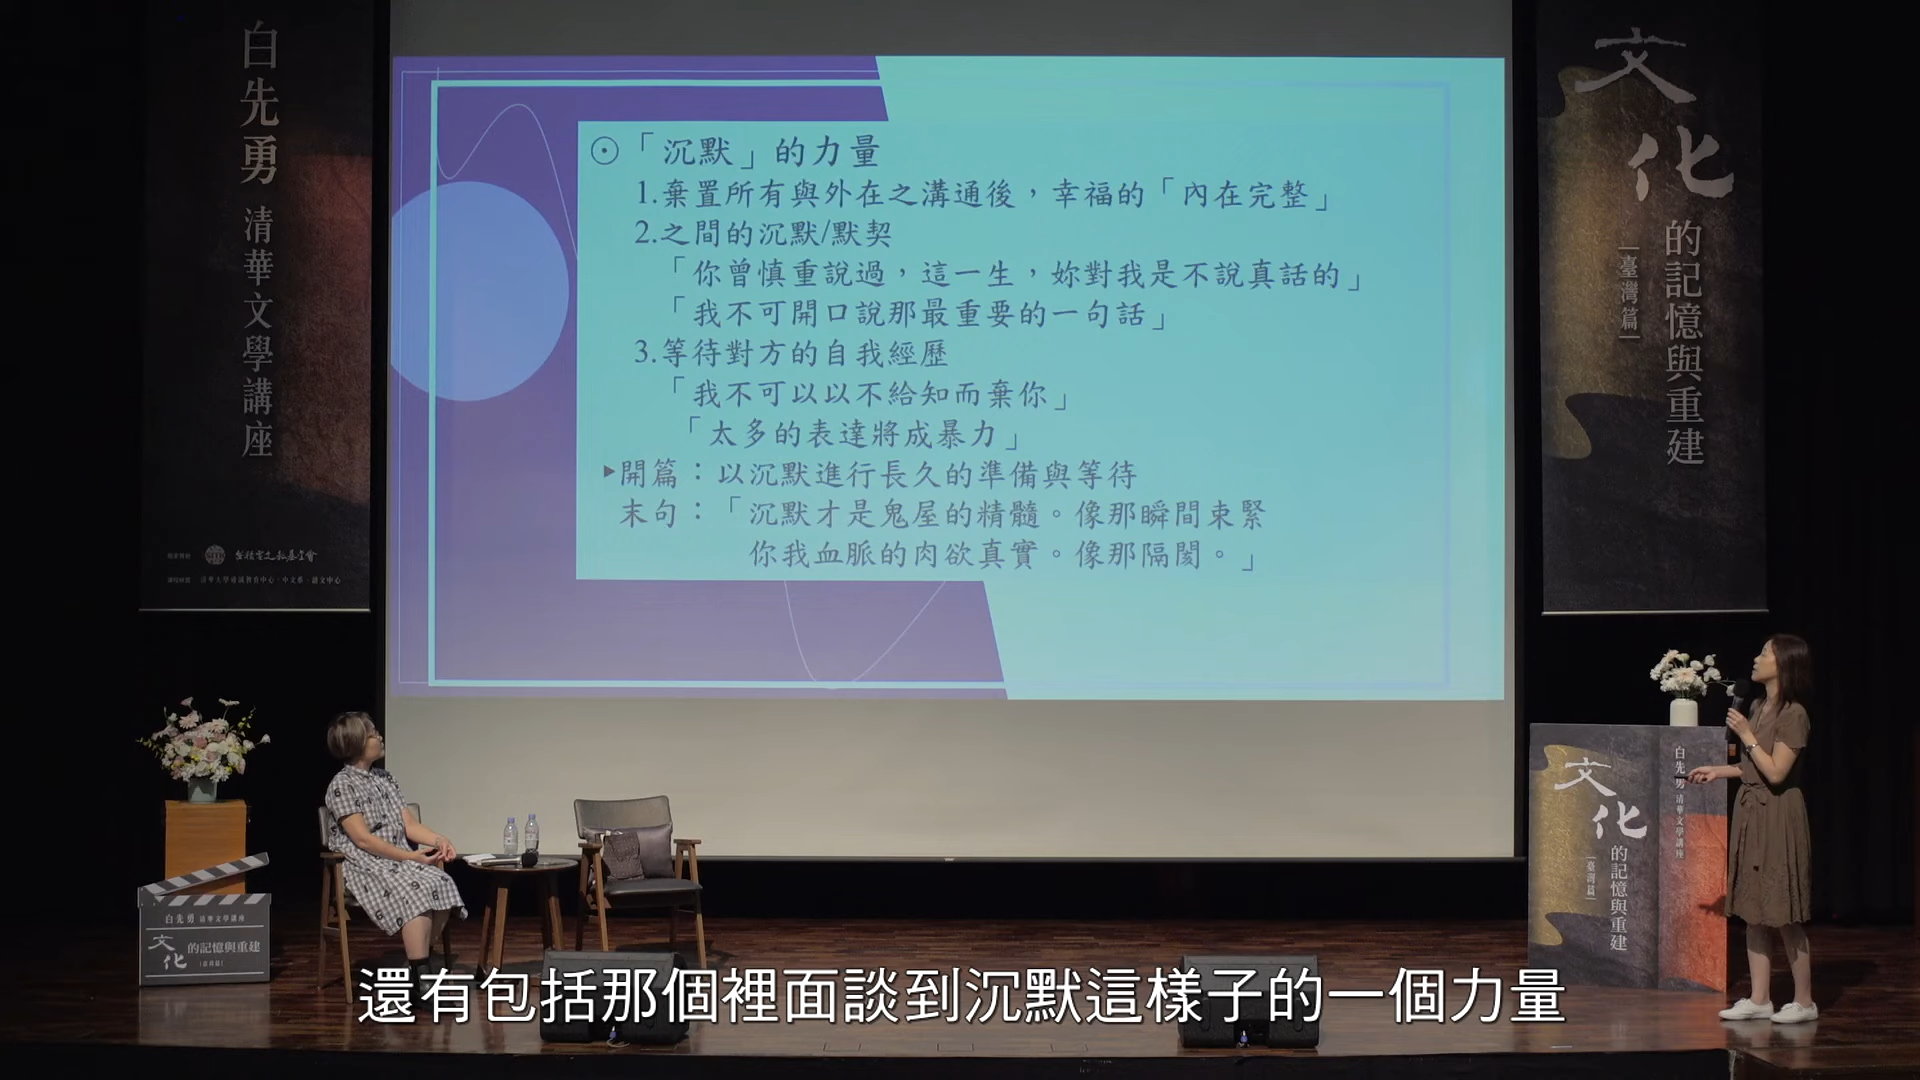 白先勇 清華文學講座
⊙「沉默」的力量
1.棄置所有與外在之溝通後，幸福的「內在完整」
2.之間的沉默/默契
「你曾慎重說過，這一生，妳對我是不說真話的」
「我不可開口說那最重要的一句話」
3.等待對方的自我經歷
「我不可以以不給知而棄你」
「太多的表達將成暴力」
▸開篇：以沉默進行長久的準備與等待
末句：「沉默才是鬼屋的精髓。像那瞬間束緊
你我血脈的肉欲真實。像那隔閡。」
文化
的記憶與重建
臺灣篇
白先勇 清華文學講座
文化
的記憶與重建
文化
的記憶與重建
臺灣篇
白先勇 清華文學講座
還有包括那個裡面談到沉默這樣子的一個力量